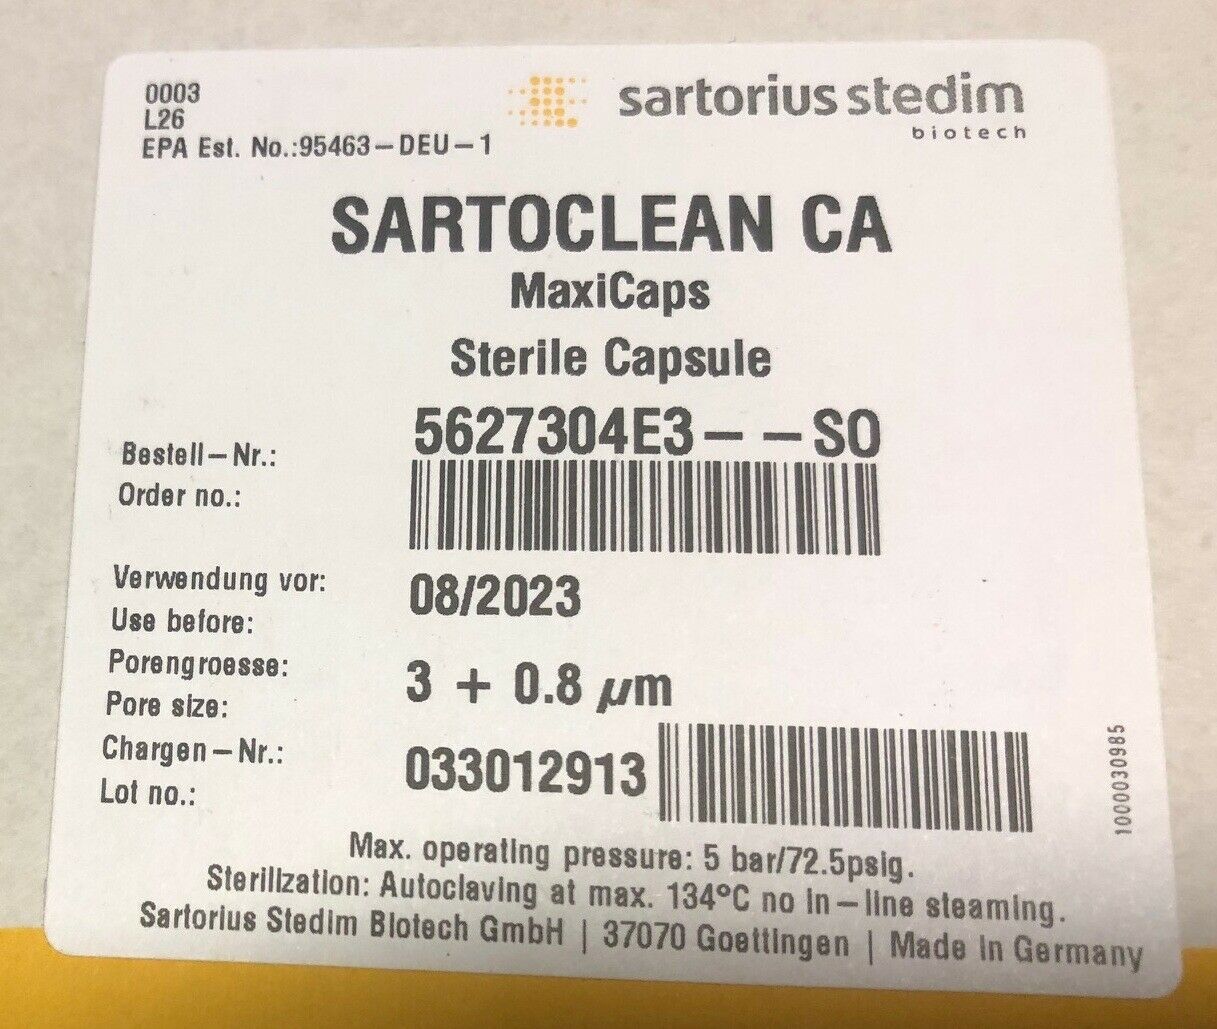 0003
L26
EPA Est. No.:95463-DEU-1
sartorius stedim
biotech
SARTOCLEAN CA
MaxiCaps
Sterile Capsule
5627304E3--SO
Bestell-Nr.:
Order no.:
Verwendung vor:
Use before:
08/2023
Porengroesse:
Pore size:
3 + 0.8 µm
Chargen-Nr.:
Lot no.:
033012913
1000030985
Max. operating pressure: 5 bar/72.5psig.
Sterilization: Autoclaving at max. 134°C no in-line steaming.
Sartorius Stedim Biotech GmbH | 37070 Goettingen | Made in Germany